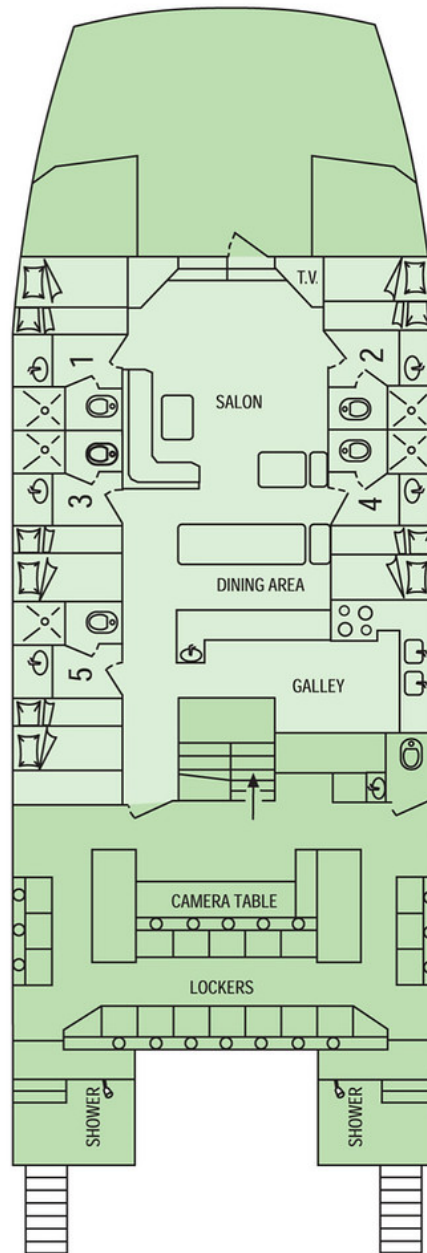 T.V.
1
2
SALON
3
4
DINING AREA
5
GALLEY
CAMERA TABLE
LOCKERS
SHOWER
SHOWER